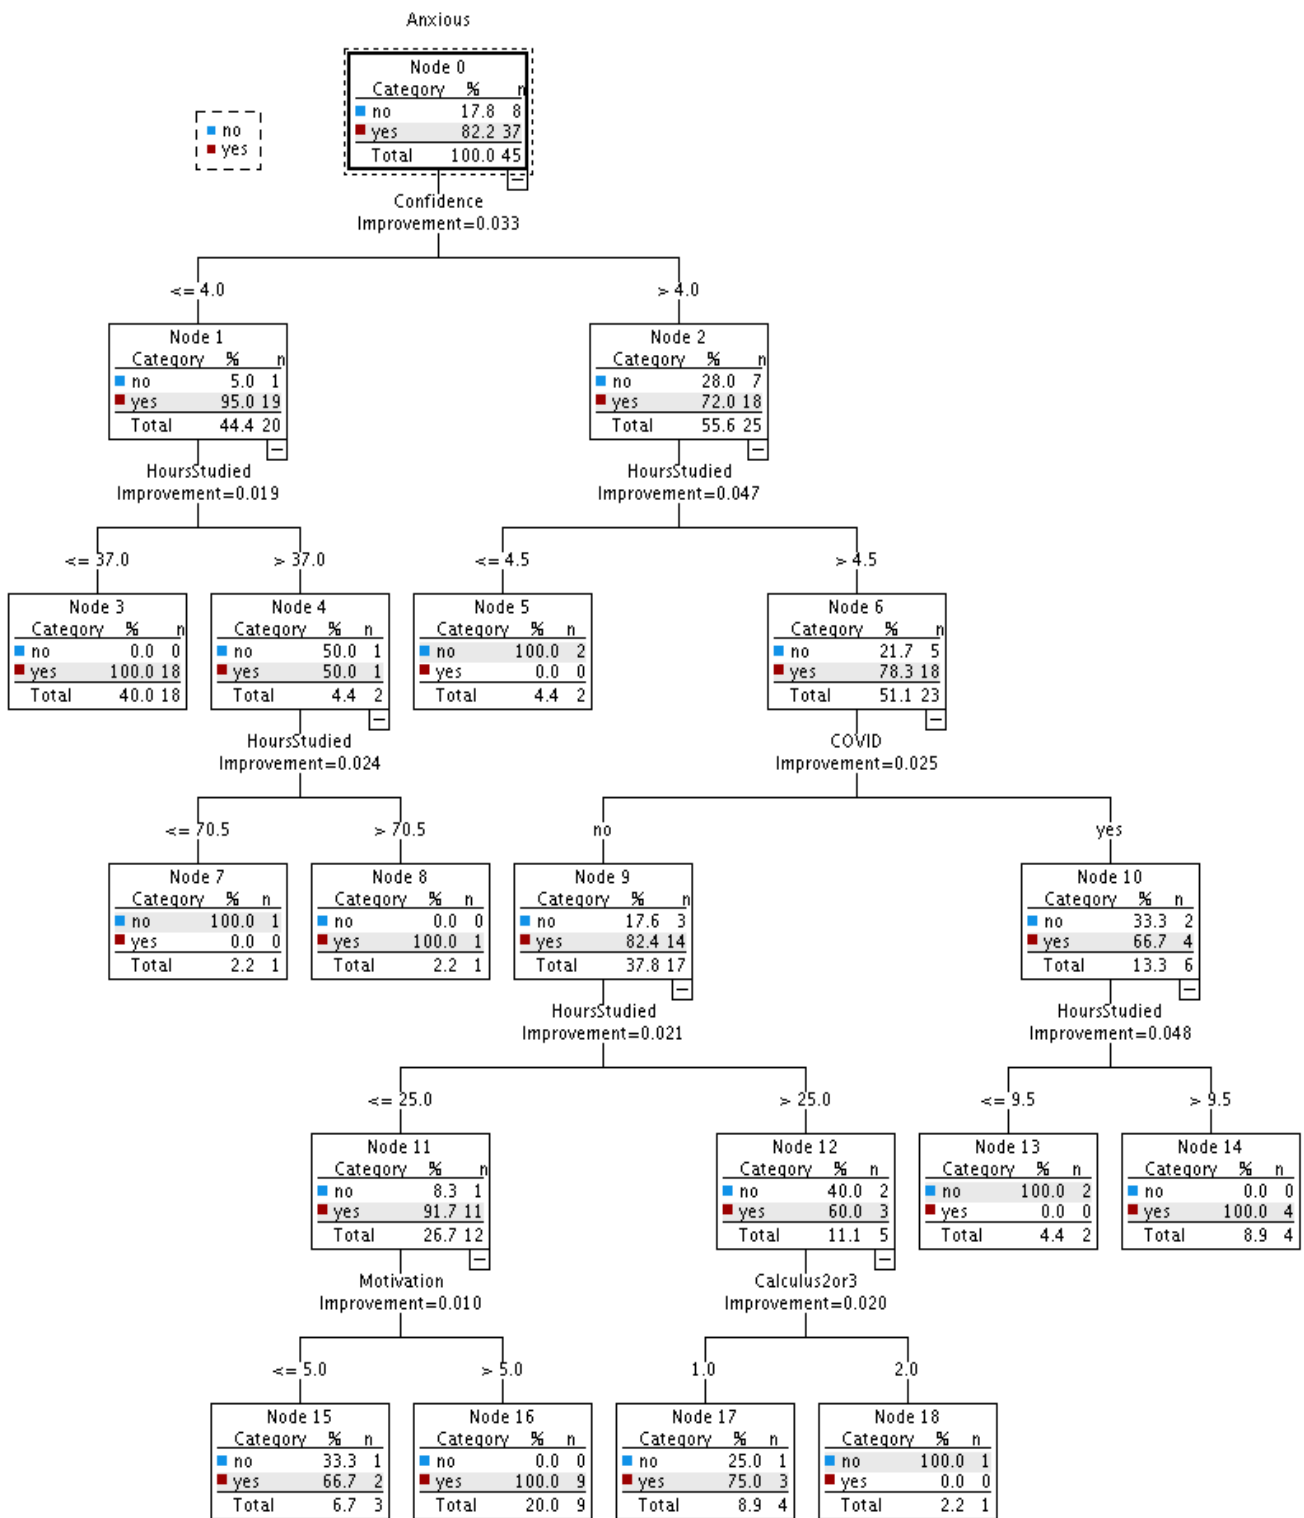 Anxious
no
yes
Node 0
Category % n
no 17.8 8
yes 82.2 37
Total 100.0 45
Confidence
Improvement=0.033
<= 4.0
> 4.0
Node 1
Category % n
no 5.0 1
yes 95.0 19
Total 44.4 20
Node 2
Category % n
no 28.0 7
yes 72.0 18
Total 55.6 25
HoursStudied
Improvement=0.019
HoursStudied
Improvement=0.047
<= 37.0
> 37.0
<= 4.5
> 4.5
Node 3
Category % n
no 0.0 0
yes 100.0 18
Total 40.0 18
Node 4
Category % n
no 50.0 1
yes 50.0 1
Total 4.4 2
Node 5
Category % n
no 100.0 2
yes 0.0 0
Total 4.4 2
Node 6
Category % n
no 21.7 5
yes 78.3 18
Total 51.1 23
HoursStudied
Improvement=0.024
COVID
Improvement=0.025
<= 70.5
> 70.5
no
yes
Node 7
Category % n
no 100.0 1
yes 0.0 0
Total 2.2 1
Node 8
Category % n
no 0.0 0
yes 100.0 1
Total 2.2 1
Node 9
Category % n
no 17.6 3
yes 82.4 14
Total 37.8 17
Node 10
Category % n
no 33.3 2
yes 66.7 4
Total 13.3 6
HoursStudied
Improvement=0.021
HoursStudied
Improvement=0.048
<= 25.0
> 25.0
<= 9.5
> 9.5
Node 11
Category % n
no 8.3 1
yes 91.7 11
Total 26.7 12
Node 12
Category % n
no 40.0 2
yes 60.0 3
Total 11.1 5
Node 13
Category % n
no 100.0 2
yes 0.0 0
Total 4.4 2
Node 14
Category % n
no 0.0 0
yes 100.0 4
Total 8.9 4
Motivation
Improvement=0.010
Calculus2or3
Improvement=0.020
<= 5.0
> 5.0
1.0
2.0
Node 15
Category % n
no 33.3 1
yes 66.7 2
Total 6.7 3
Node 16
Category % n
no 0.0 0
yes 100.0 9
Total 20.0 9
Node 17
Category % n
no 25.0 1
yes 75.0 3
Total 8.9 4
Node 18
Category % n
no 100.0 1
yes 0.0 0
Total 2.2 1